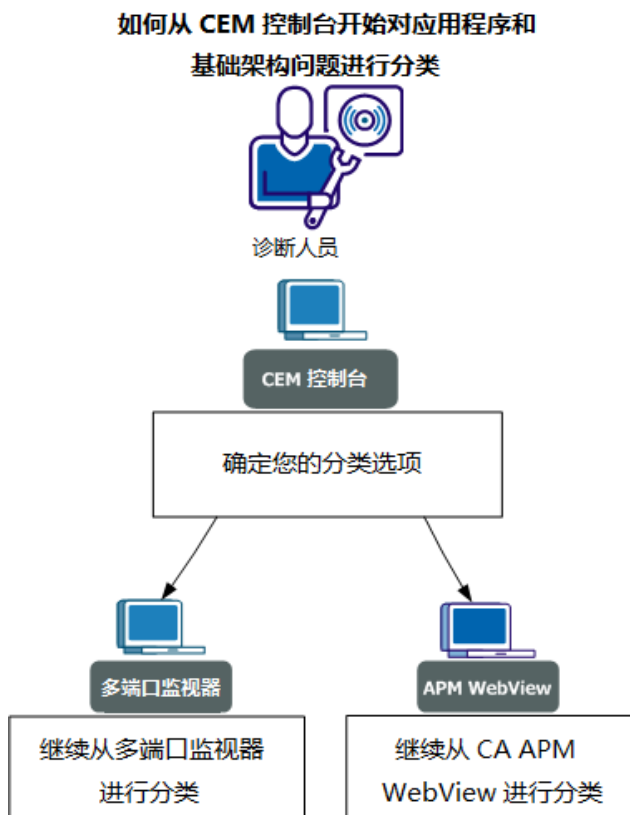 如何从 CEM 控制台开始对应用程序和
基础架构问题进行分类
诊断人员
CEM 控制台
确定您的分类选项
多端口监视器
APM WebView
继续从多端口监视器
进行分类
继续从 CA APM
WebView 进行分类